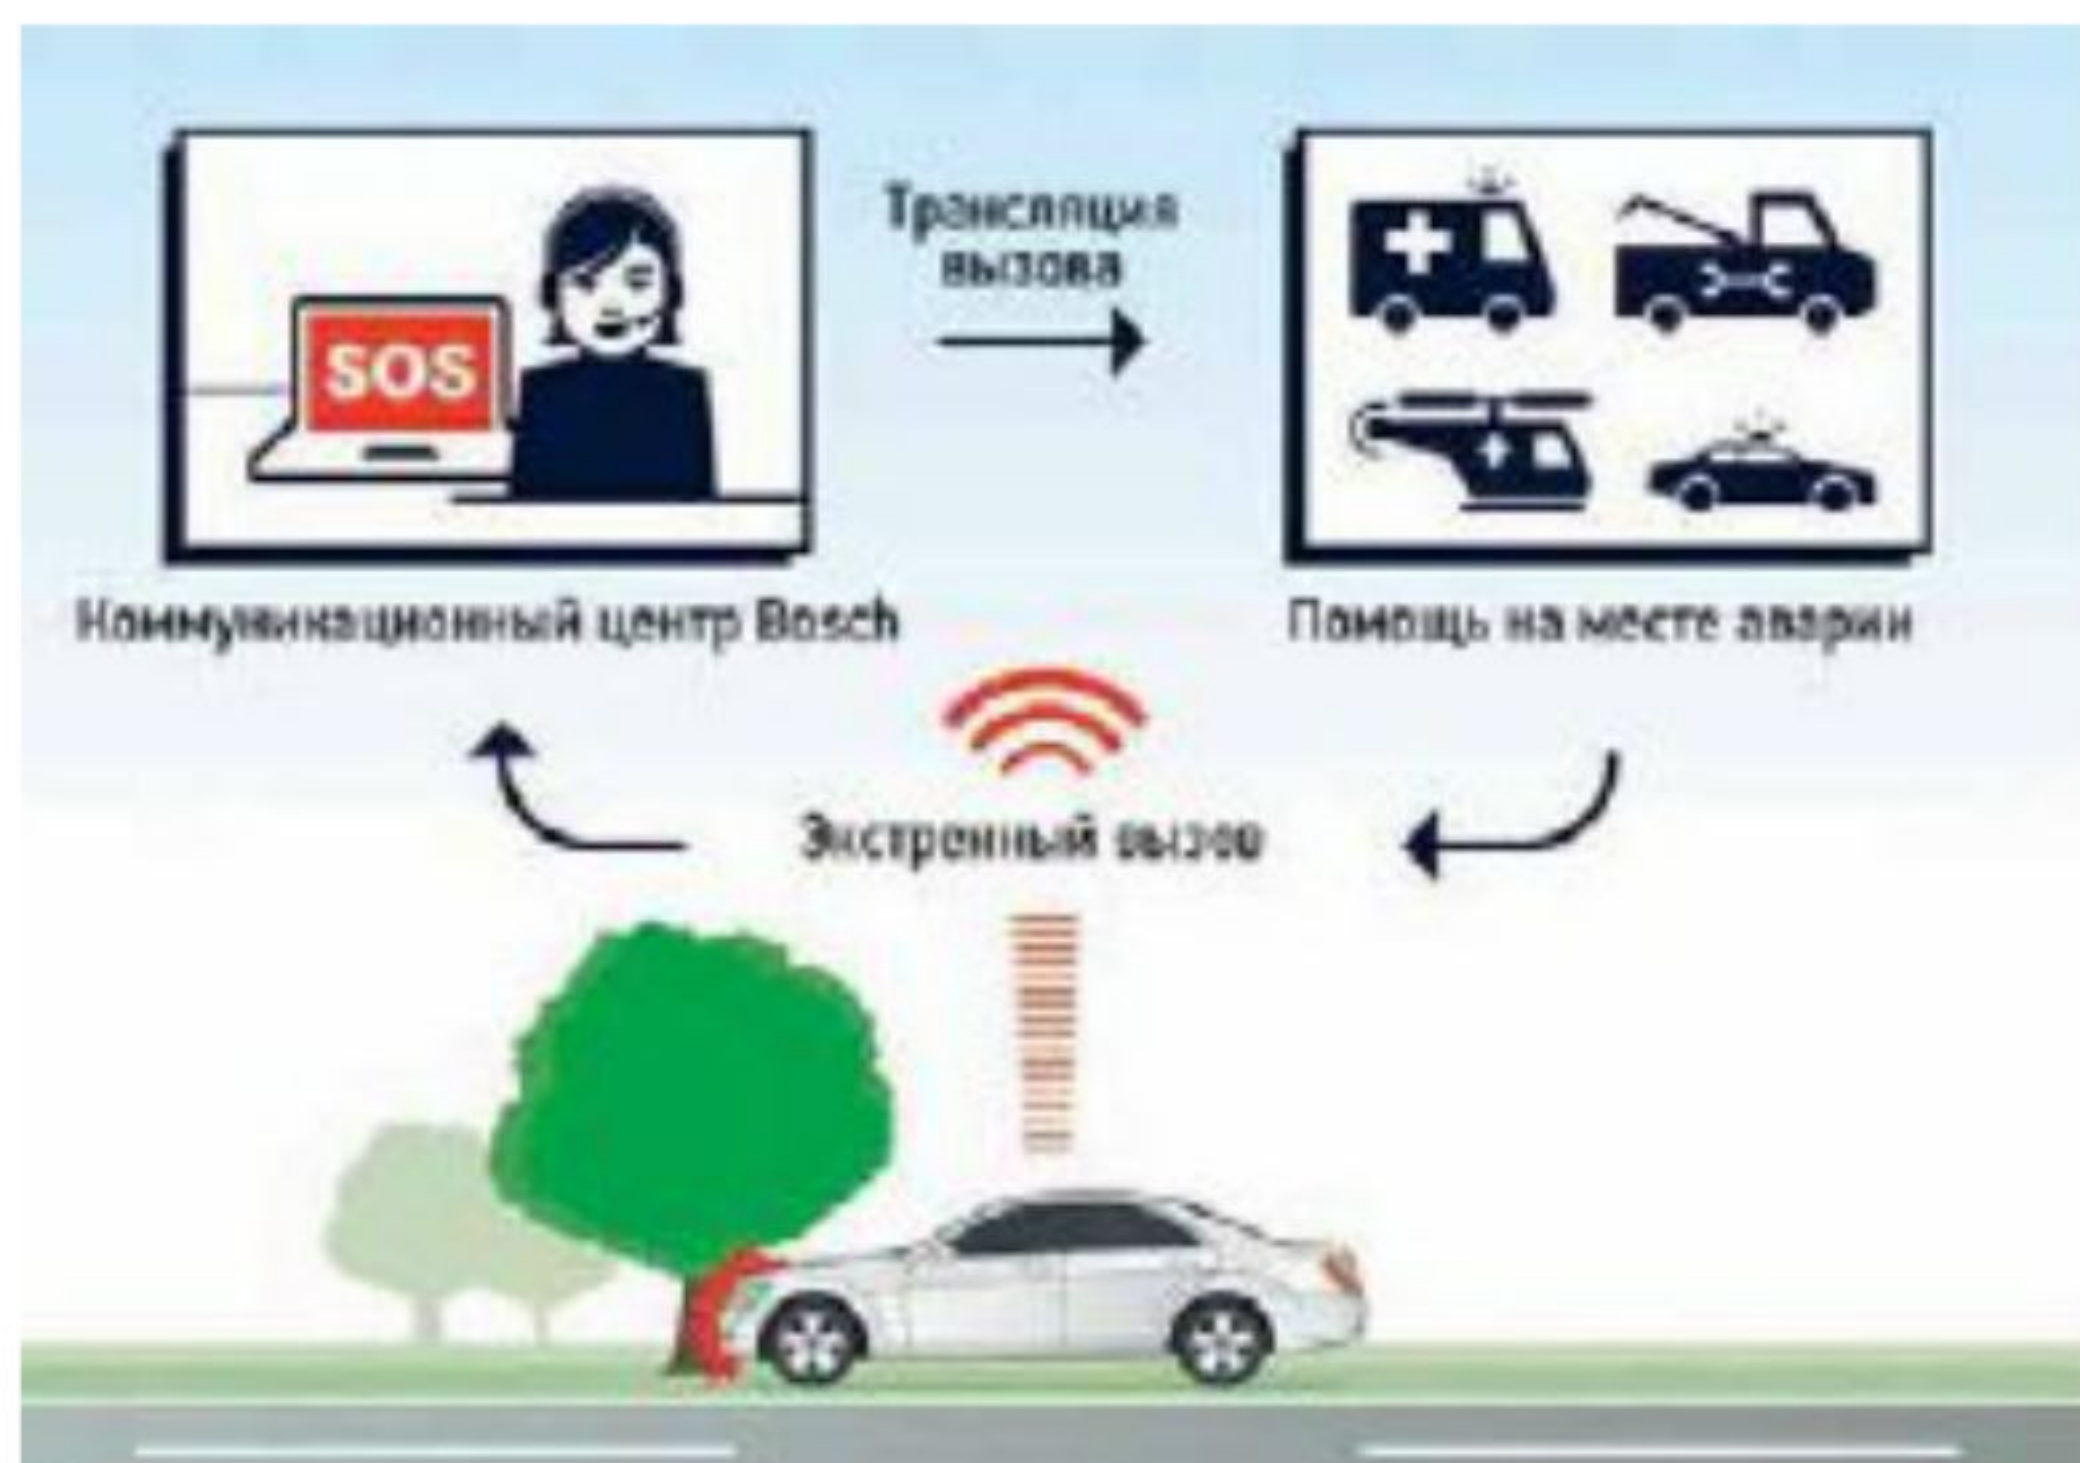 Трансляция
вызова
SOS
Коммуникационный центр Bosch
Помощь на месте аварии
Экстренный вызов